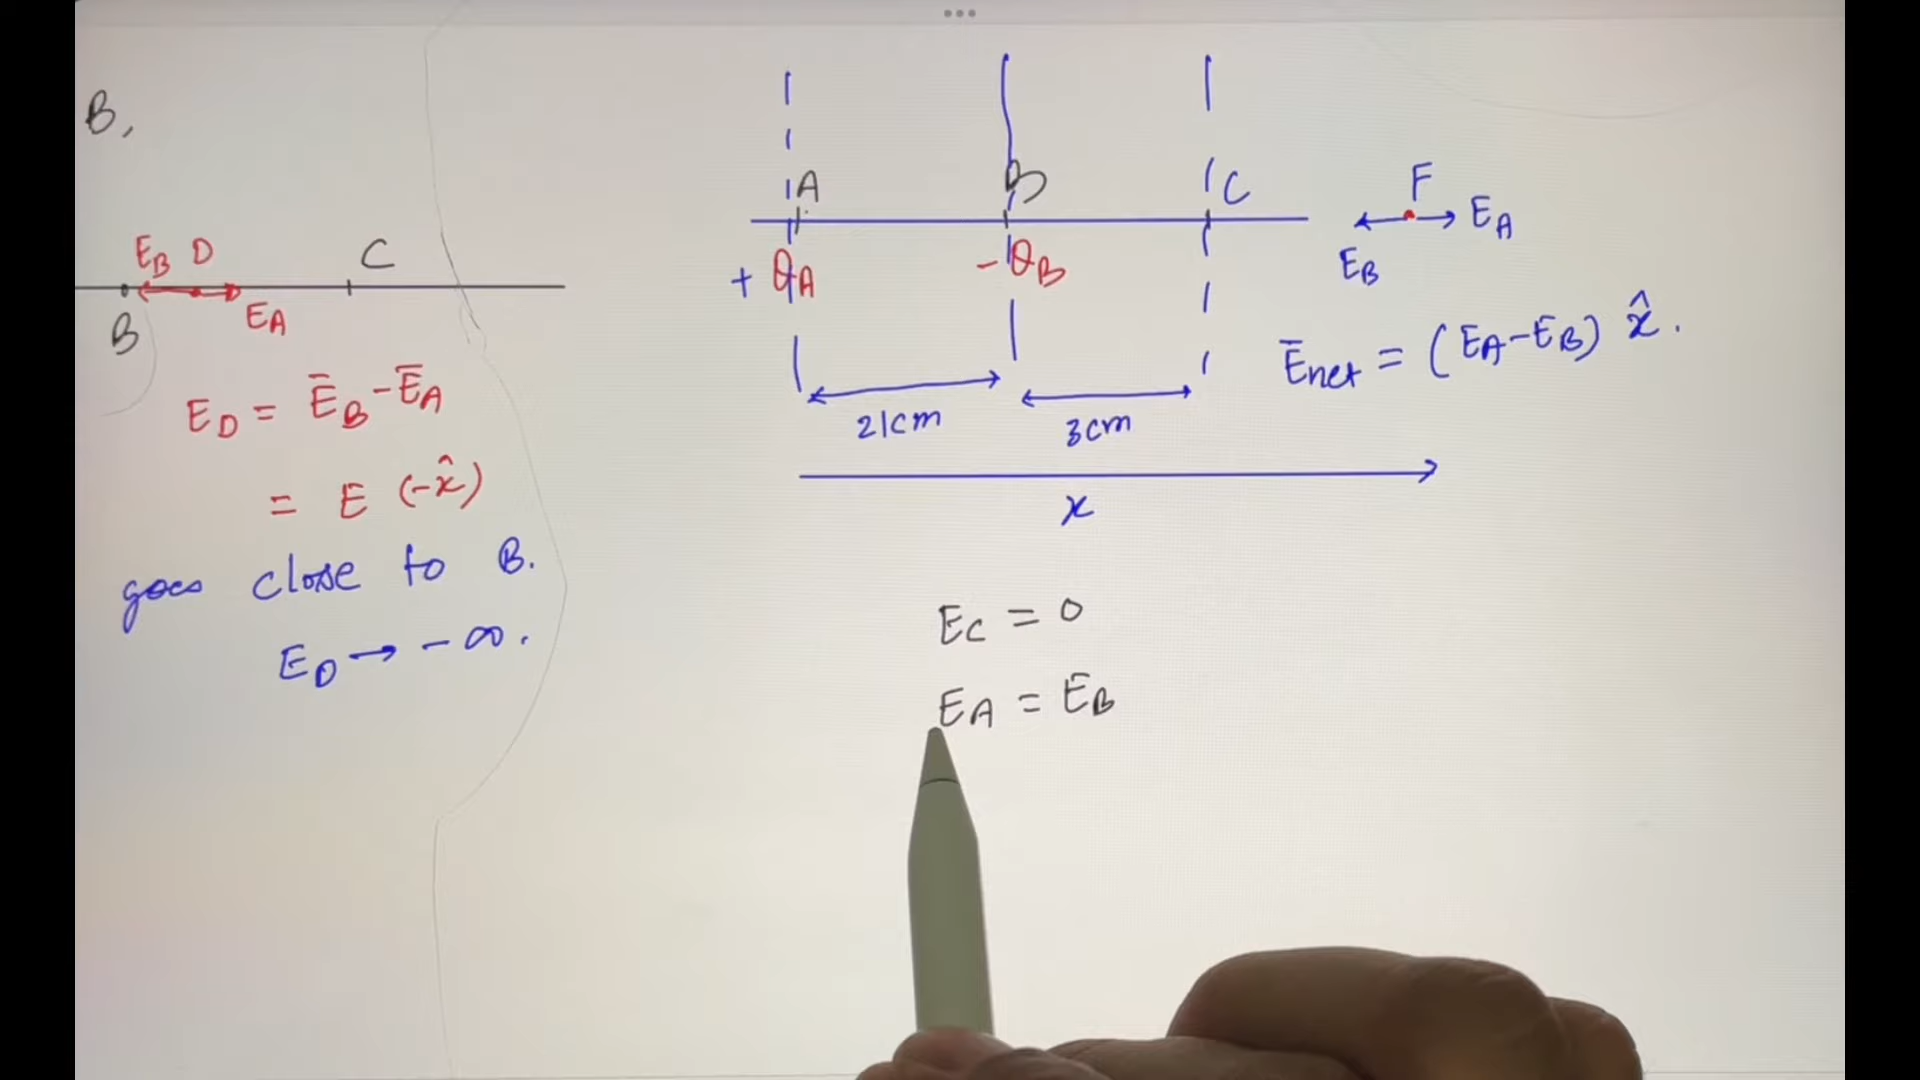 B,
E_B D
C
B
E_A
E_D = Ē_B - Ē_A
= E (-x̂)
goes close to B.
E_D → -∞.
A B C
F
E_A
E_B
+ Q_A - Q_B
Ē_net = (E_A - E_B) x̂.
21cm 3cm
x
E_C = 0
E_A = E_B